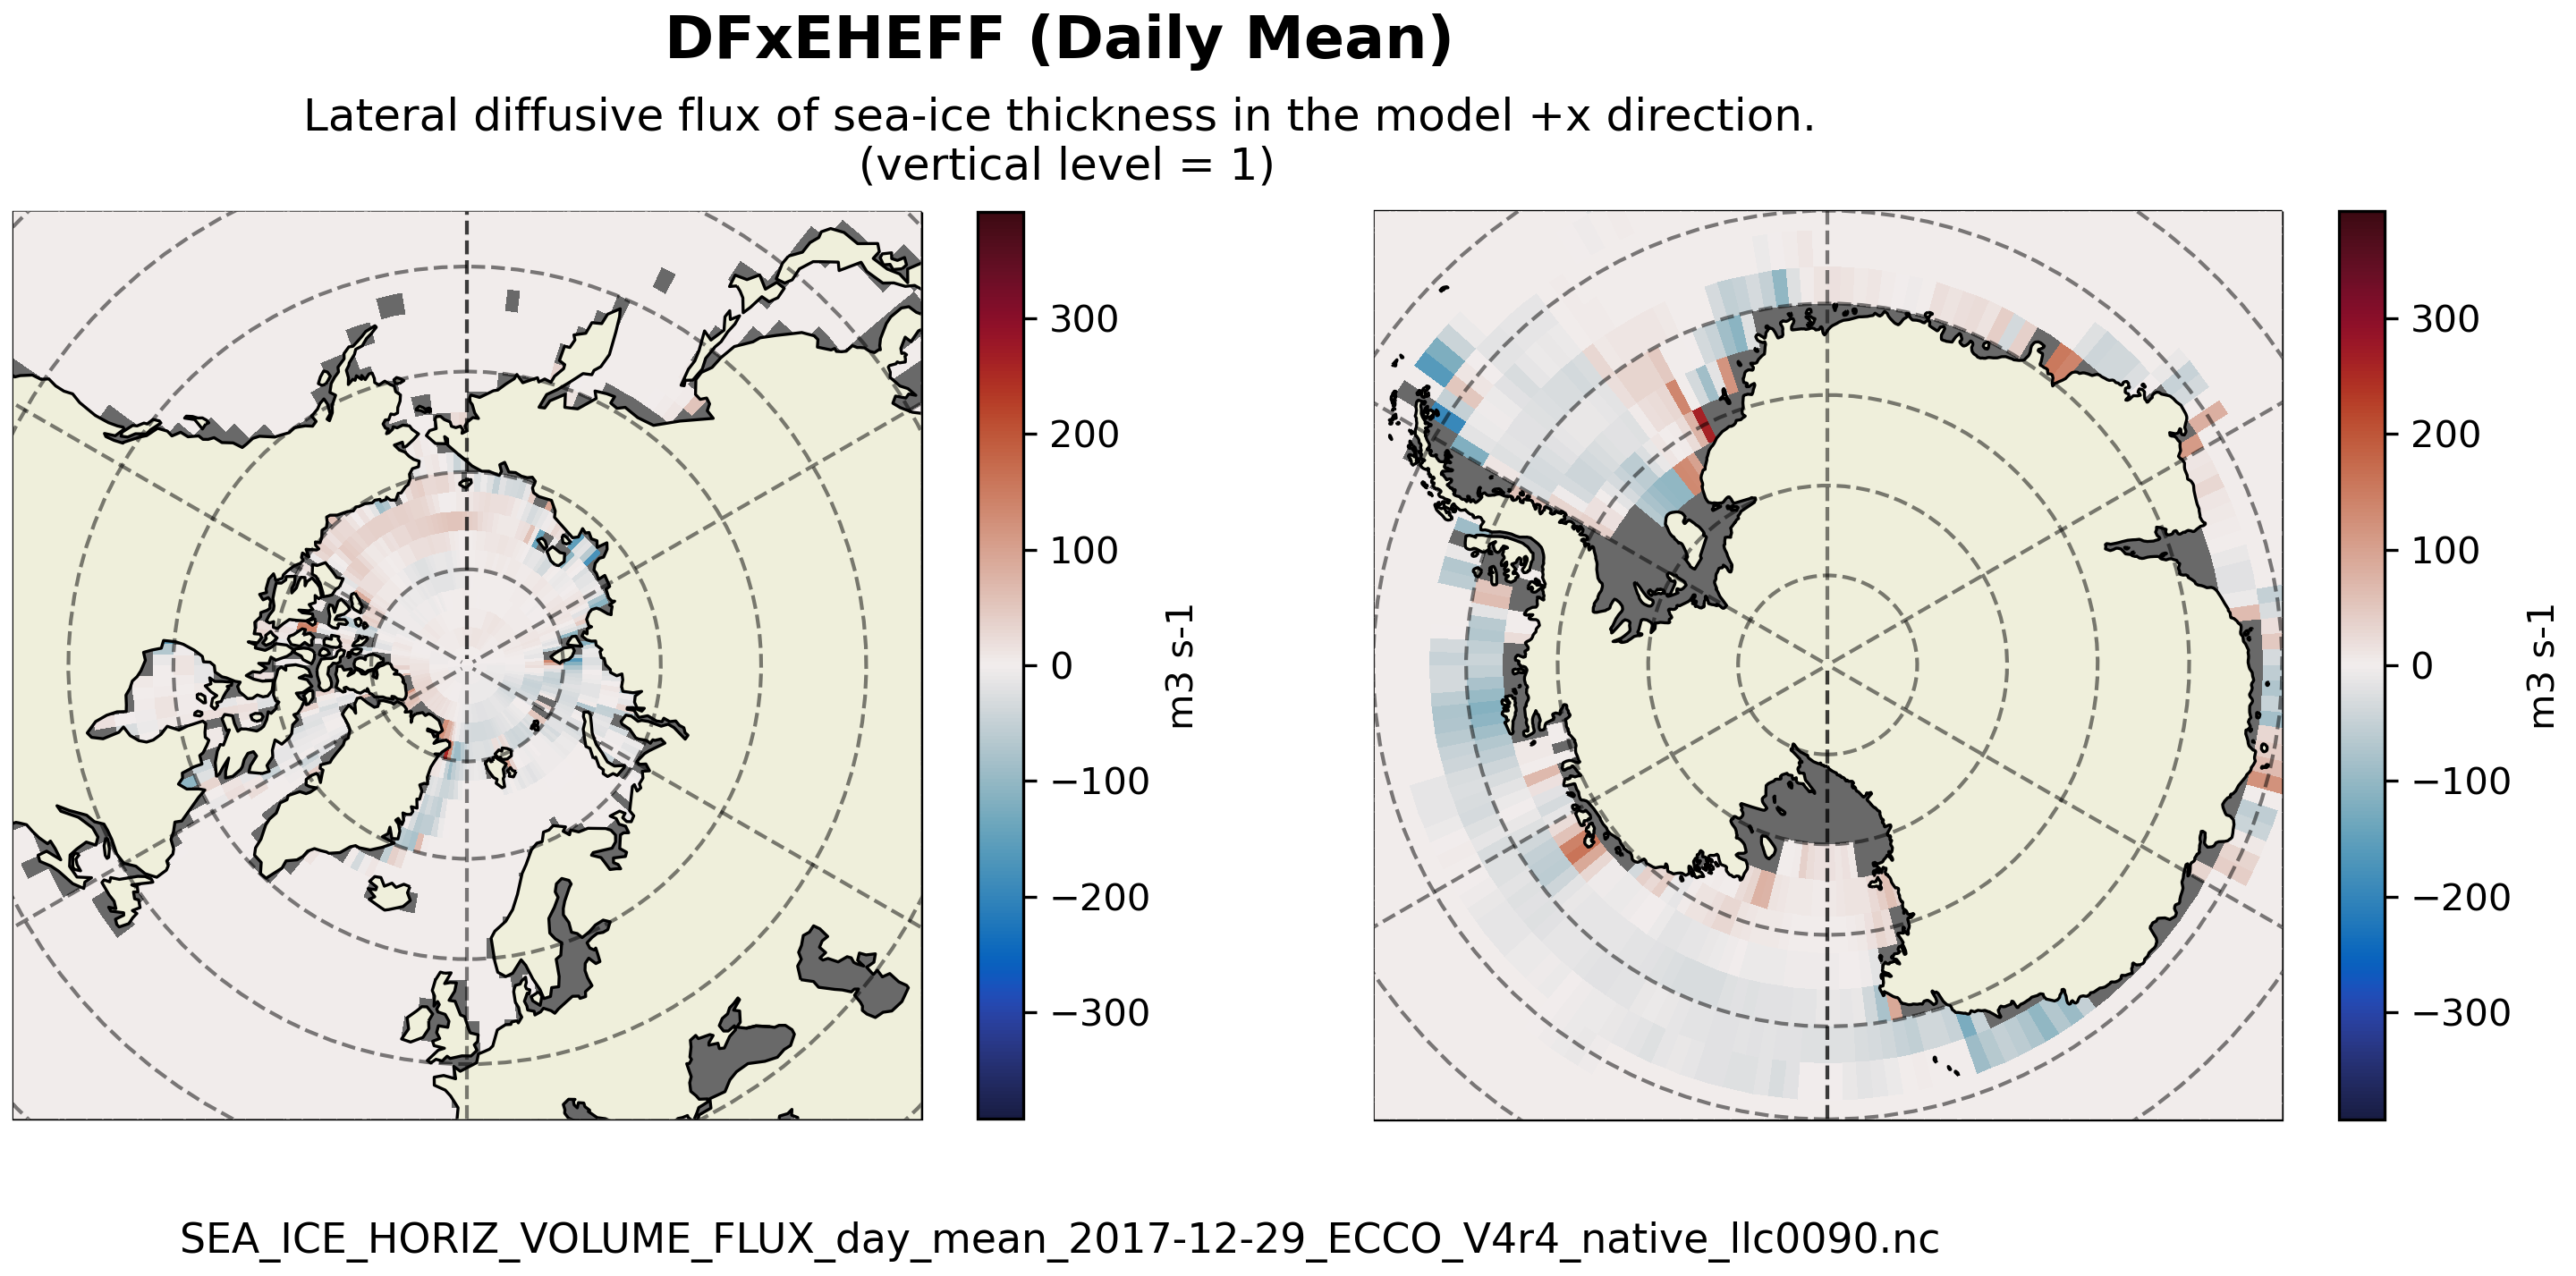 DFxEHEFF (Daily Mean)
Lateral diffusive flux of sea-ice thickness in the model +x direction.
(vertical level = 1)
300
200
100
0
−100
−200
−300
m3 s-1
300
200
100
0
−100
−200
−300
m3 s-1
SEA_ICE_HORIZ_VOLUME_FLUX_day_mean_2017-12-29_ECCO_V4r4_native_llc0090.nc